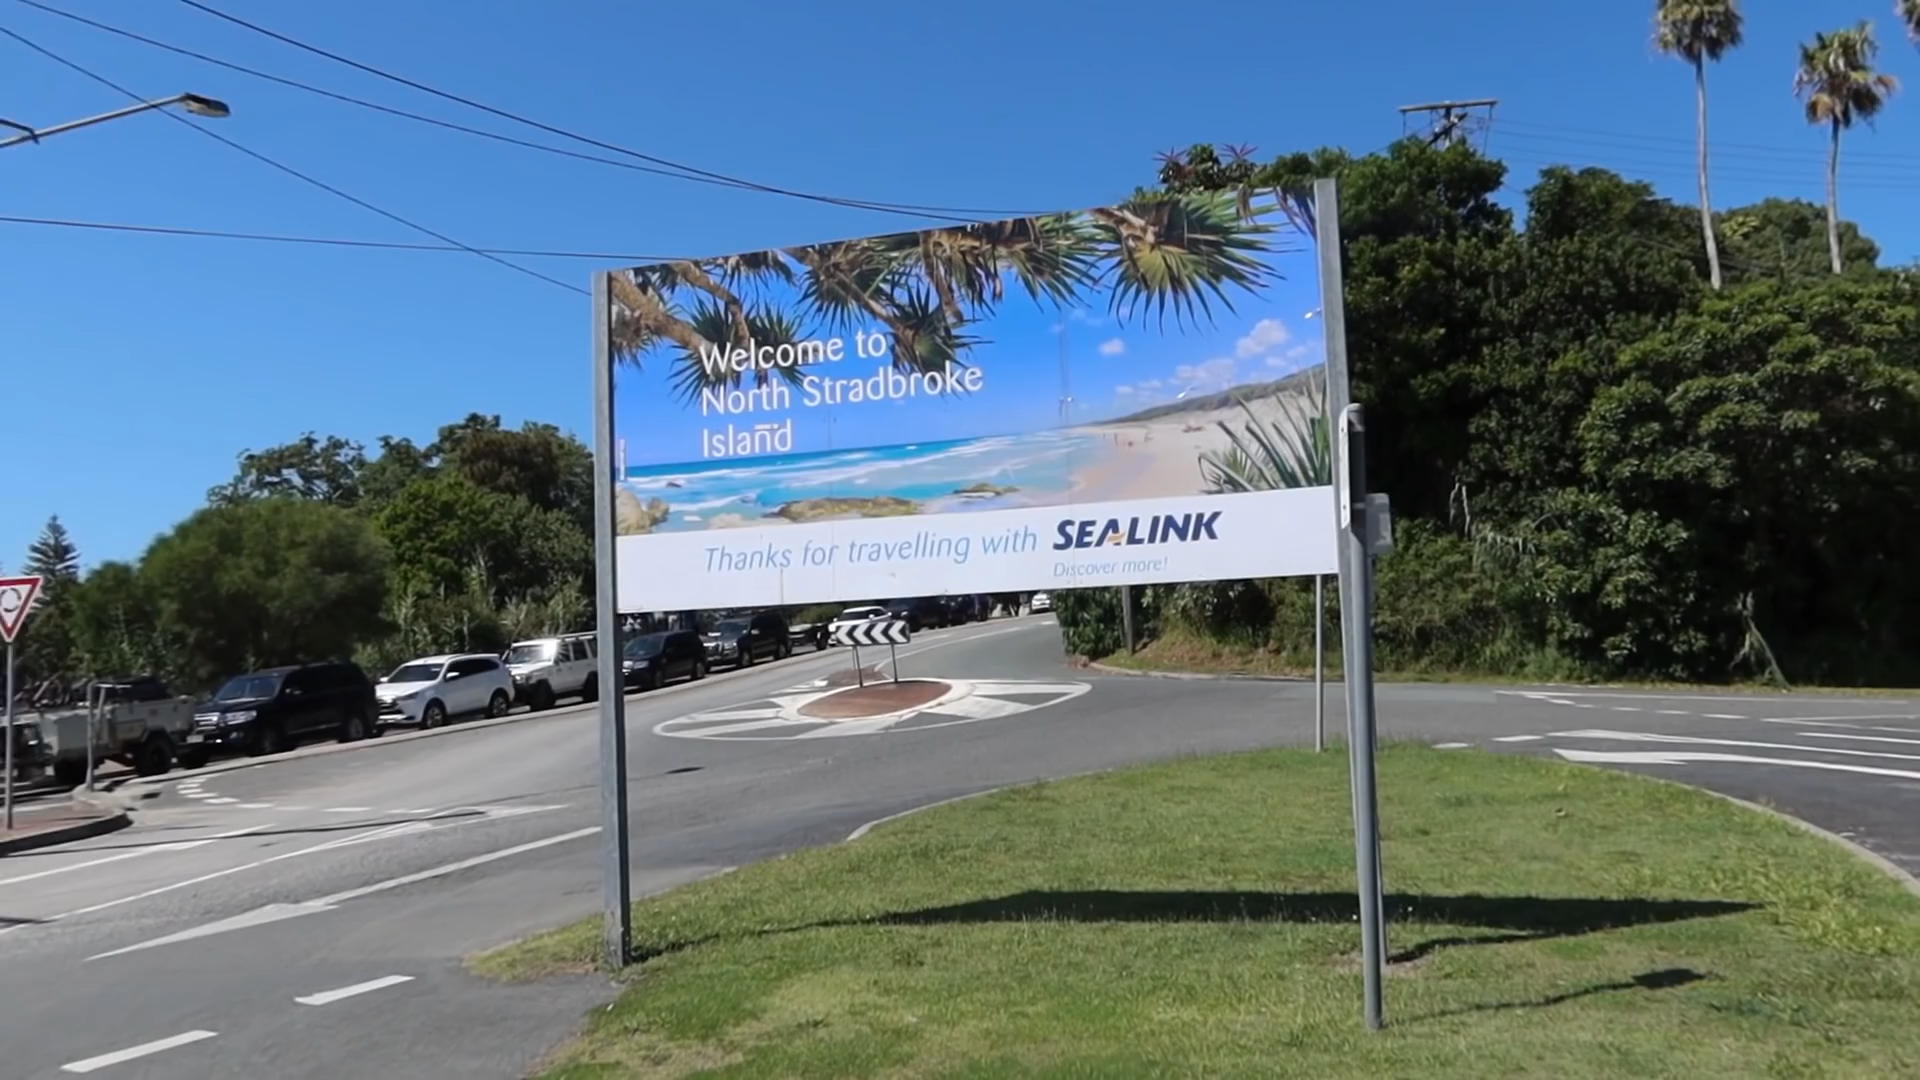 Welcome to
North Stradbroke
Island
Thanks for travelling with SEALINK
Discover more!